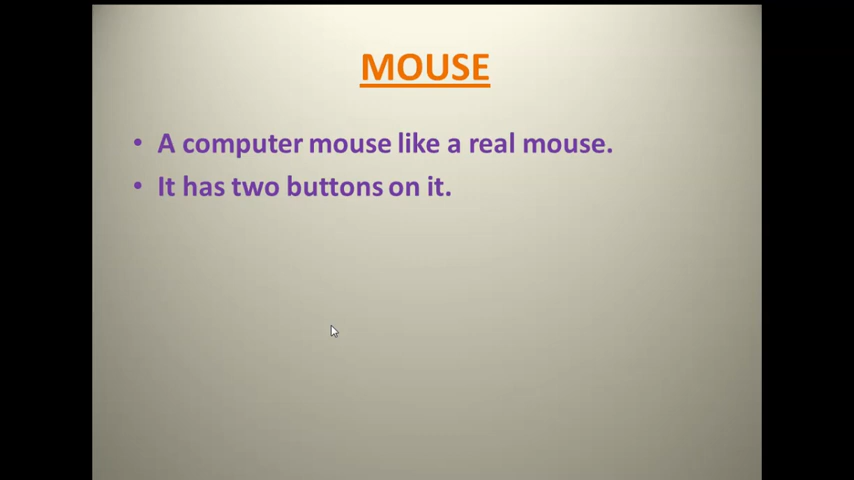 MOUSE
• A computer mouse like a real mouse.
• It has two buttons on it.